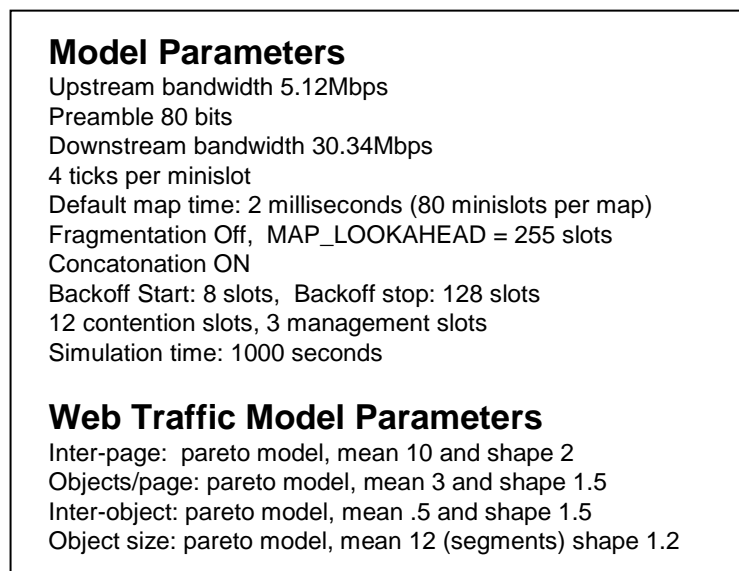 Model Parameters
Upstream bandwidth 5.12Mbps
Preamble 80 bits
Downstream bandwidth 30.34Mbps
4 ticks per minislot
Default map time: 2 milliseconds (80 minislots per map)
Fragmentation Off, MAP_LOOKAHEAD = 255 slots
Concatonation ON
Backoff Start: 8 slots, Backoff stop: 128 slots
12 contention slots, 3 management slots
Simulation time: 1000 seconds
Web Traffic Model Parameters
Inter-page: pareto model, mean 10 and shape 2
Objects/page: pareto model, mean 3 and shape 1.5
Inter-object: pareto model, mean .5 and shape 1.5
Object size: pareto model, mean 12 (segments) shape 1.2